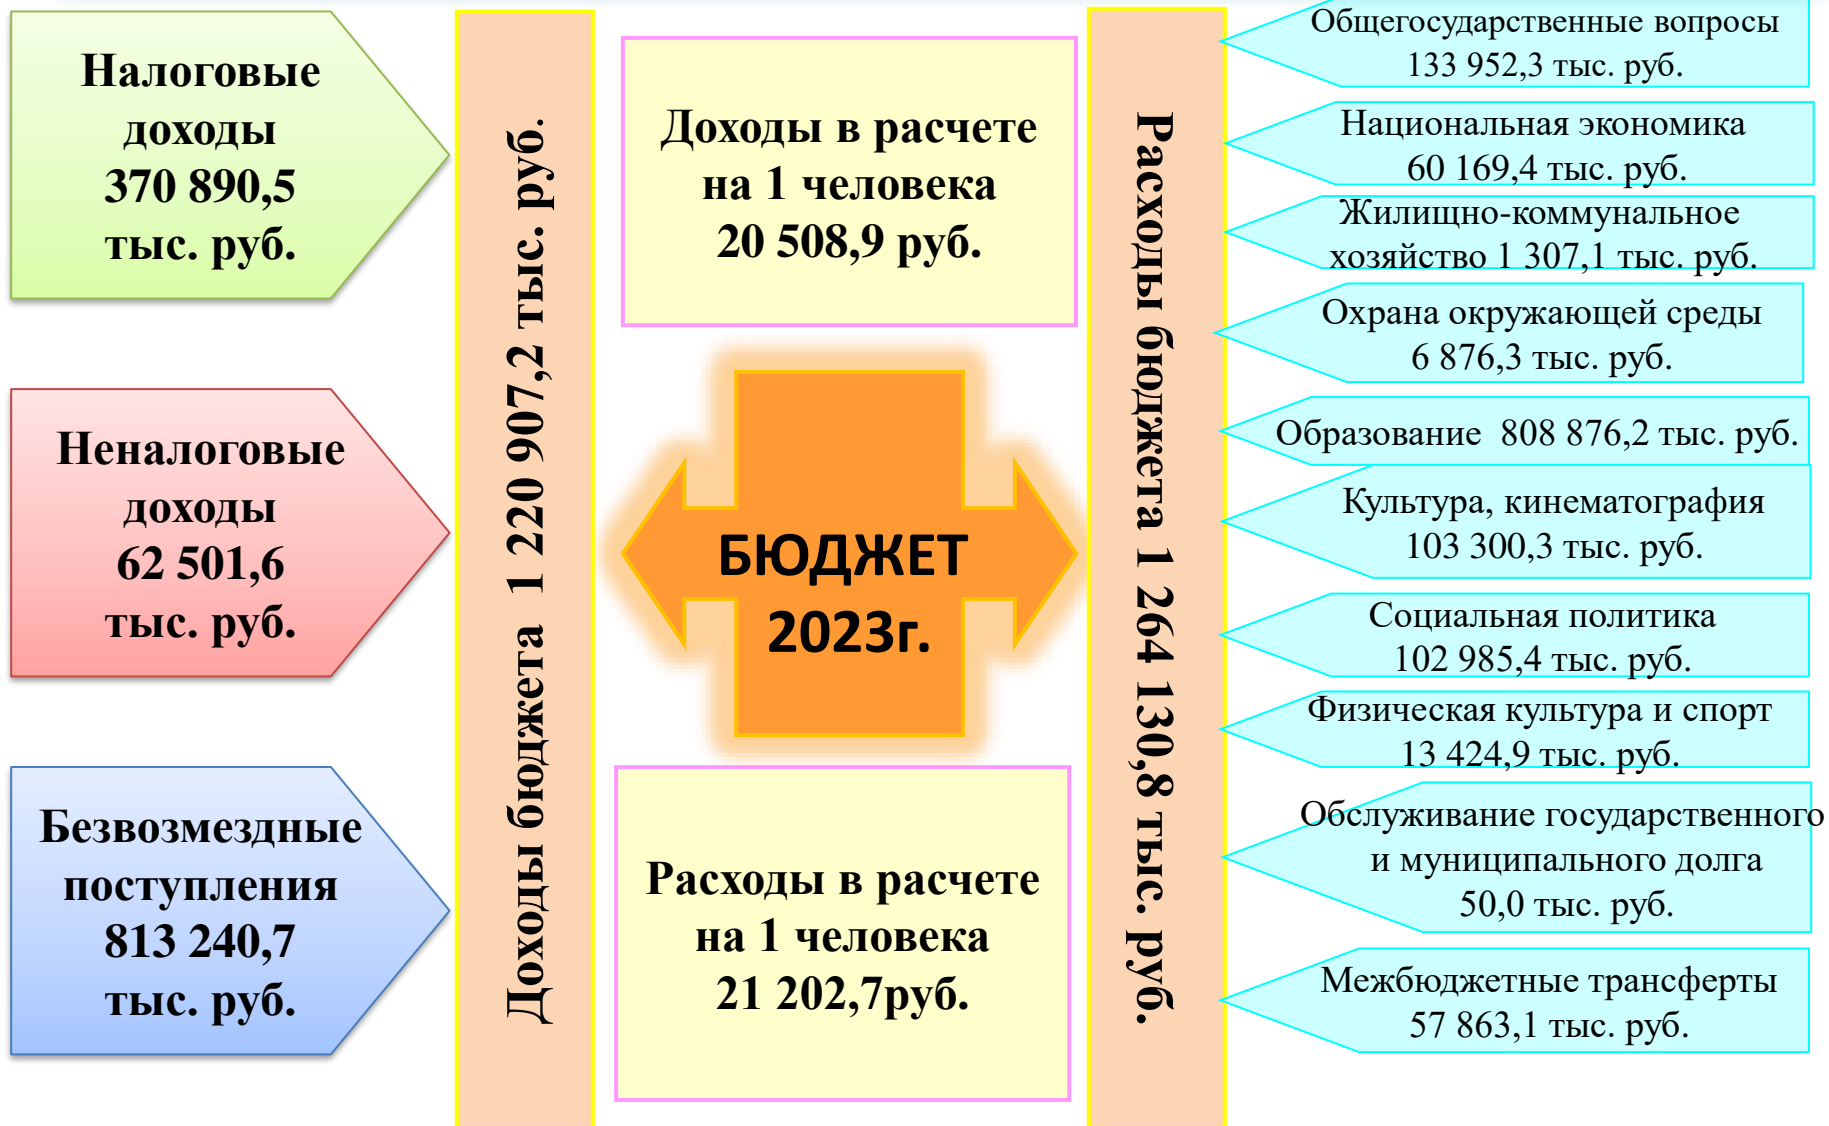 Налоговые
доходы
370 890,5
тыс. руб.
Неналоговые
доходы
62 501,6
тыс. руб.
Безвозмездные
поступления
813 240,7
тыс. руб.
Доходы бюджета 1 220 907,2 тыс. руб.
Доходы в расчете
на 1 человека
20 508,9 руб.
БЮДЖЕТ
2023г.
Расходы в расчете
на 1 человека
21 202,7руб.
Расходы бюджета 1 264 130,8 тыс. руб.
Общегосударственные вопросы
133 952,3 тыс. руб.
Национальная экономика
60 169,4 тыс. руб.
Жилищно-коммунальное
хозяйство 1 307,1 тыс. руб.
Охрана окружающей среды
6 876,3 тыс. руб.
Образование 808 876,2 тыс. руб.
Культура, кинематография
103 300,3 тыс. руб.
Социальная политика
102 985,4 тыс. руб.
Физическая культура и спорт
13 424,9 тыс. руб.
Обслуживание государственного
и муниципального долга
50,0 тыс. руб.
Межбюджетные трансферты
57 863,1 тыс. руб.